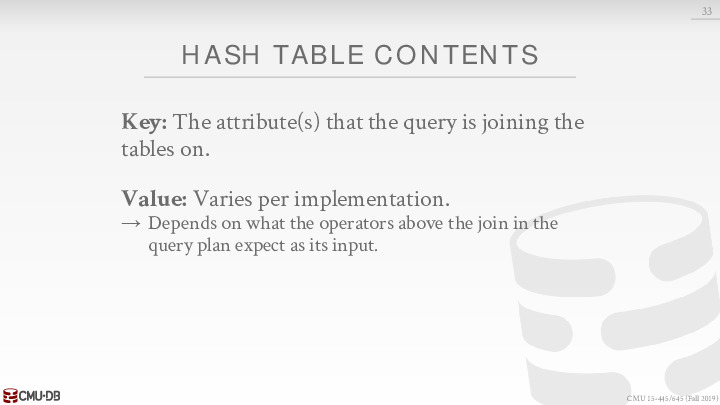 33
HASH TABLE CONTENTS
Key: The attribute(s) that the query is joining the
tables on.
Value: Varies per implementation.
→ Depends on what the operators above the join in the
query plan expect as its input.
CMU·DB
CMU 15-445/645 (Fall 2019)